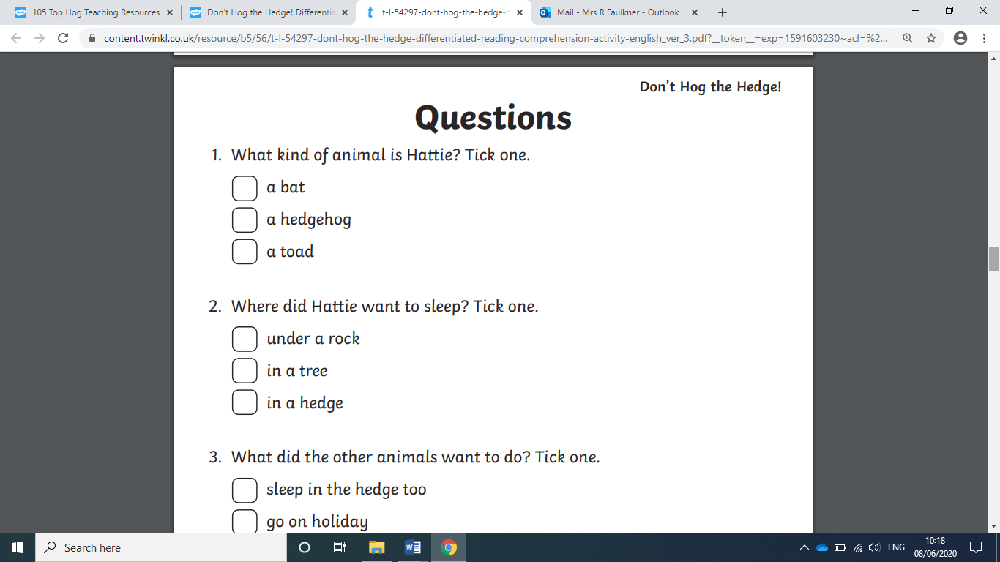 105 Top Hog Teaching Resources
Don't Hog the Hedge! Differentia
t-l-54297-dont-hog-the-hedge-d
Mail - Mrs R Faulkner - Outlook
content.twinkl.co.uk/resource/b5/56/t-l-54297-dont-hog-the-hedge-differentiated-reading-comprehension-activity-english_ver_3.pdf?__token__=exp=1591603230~acl=%2...
Don't Hog the Hedge!
Questions
1. What kind of animal is Hattie? Tick one.
a bat
a hedgehog
a toad
2. Where did Hattie want to sleep? Tick one.
under a rock
in a tree
in a hedge
3. What did the other animals want to do? Tick one.
sleep in the hedge too
go on holiday
Search here
ENG
10:18
08/06/2020